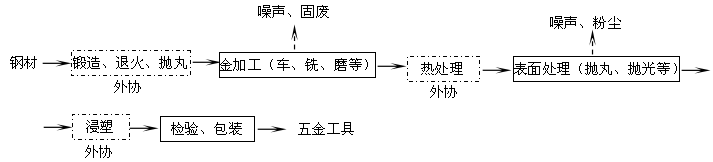 噪声、固废
噪声、粉尘
钢材
锻造、退火、抛丸
金加工（车、铣、磨等）
热处理
表面处理（抛丸、抛光等）
外协
外协
浸塑
检验、包装
五金工具
外协